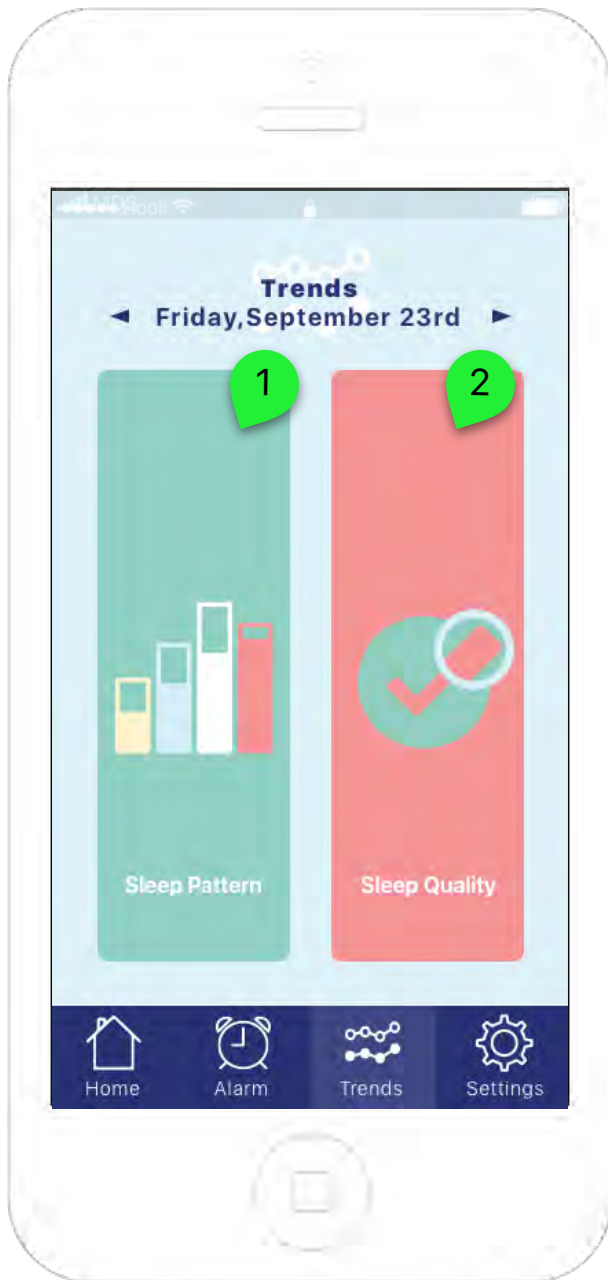 Trends
Friday,September 23rd
1
2
Sleep Pattern
Sleep Quality
Home
Alarm
Trends
Settings